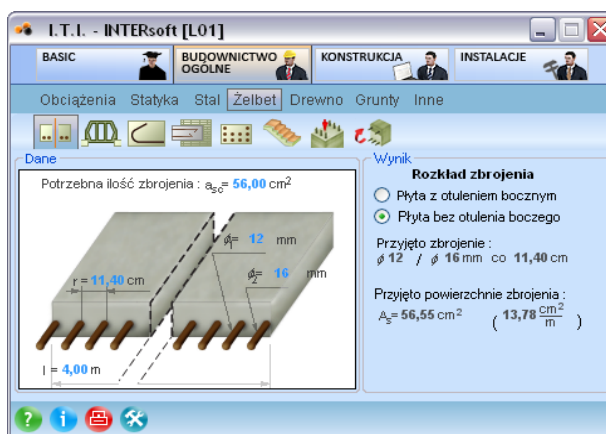 I.T.I. - INTERsoft [L01]
BASIC
BUDOWNICTWO OGÓLNE
KONSTRUKCJA
INSTALACJE
Obciążenia Statyka Stal Żelbet Drewno Grunty Inne
Dane
Potrzebna ilość zbrojenia : asc= 56,00 cm2
ϕ1= 12 mm
ϕ2= 16 mm
r = 11,40 cm
l = 4,00 m
Wynik
Rozkład zbrojenia
Płyta z otuleniem bocznym
Płyta bez otulenia boczego
Przyjęto zbrojenie :
ϕ 12 / ϕ 16 mm co 11,40 cm
Przyjęto powierzchnie zbrojenia :
As= 56,55 cm2 ( 13,78 cm2/m )